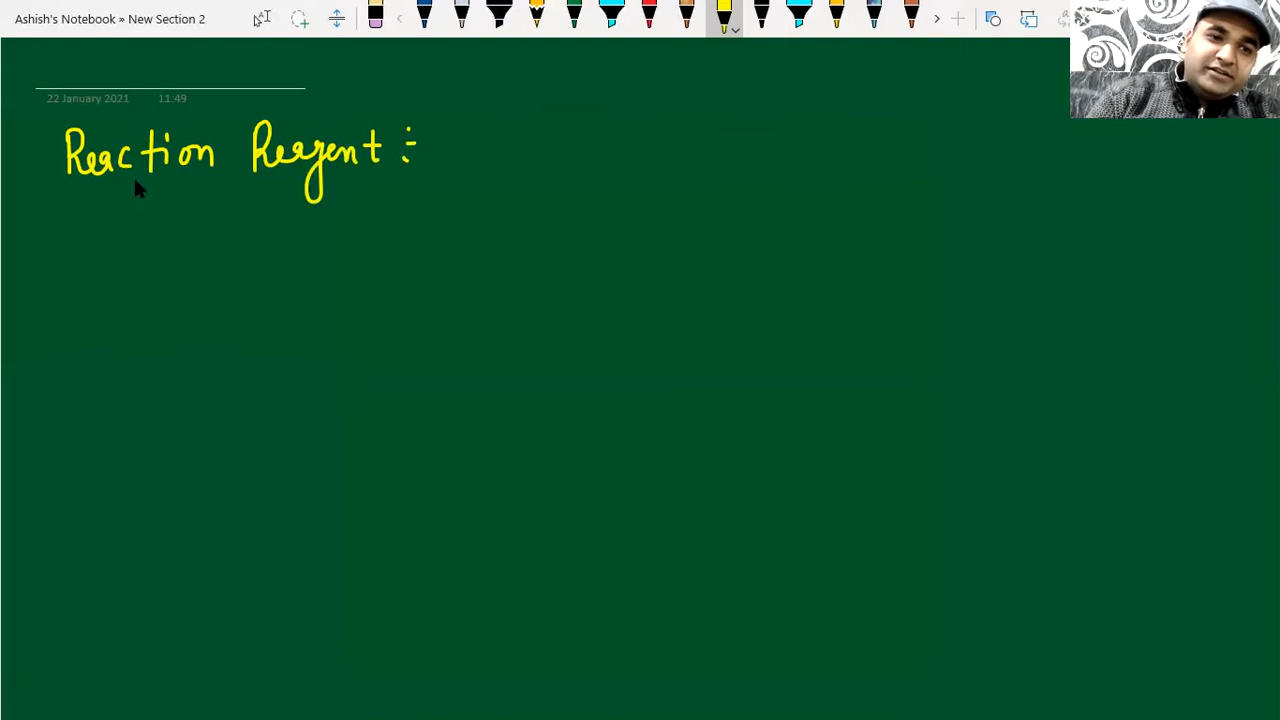 Ashish's Notebook » New Section 2
22 January 2021 11:49
Reaction Reagent :-